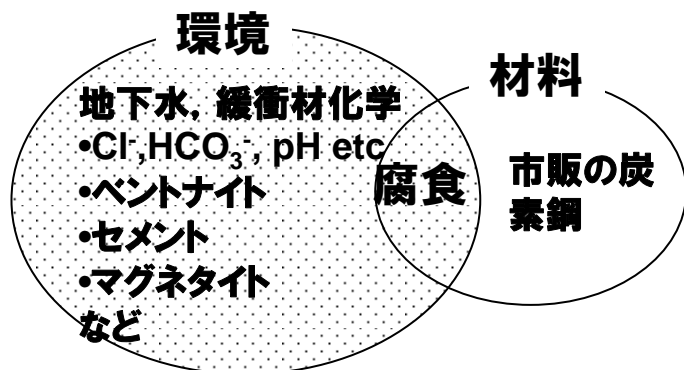 環境
地下水，緩衝材化学
•Cl⁻,HCO₃⁻, pH etc
•ベントナイト
•セメント
•マグネタイト
など
腐食
材料
市販の炭
素鋼